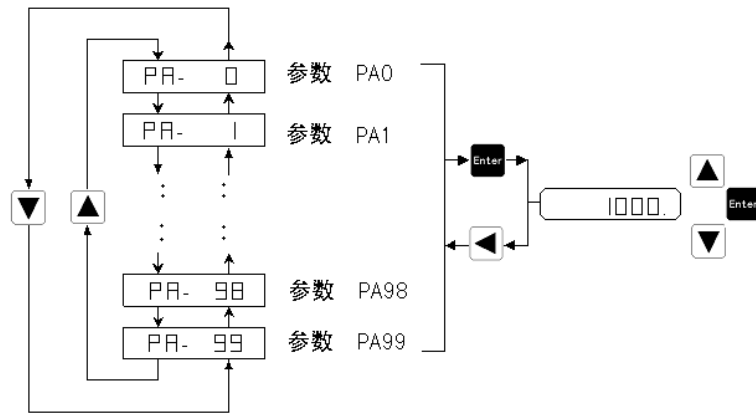 PA- 0 参数 PA0
PA- 1 参数 PA1
Enter
1000.
Enter
PA- 98 参数 PA98
PA- 99 参数 PA99